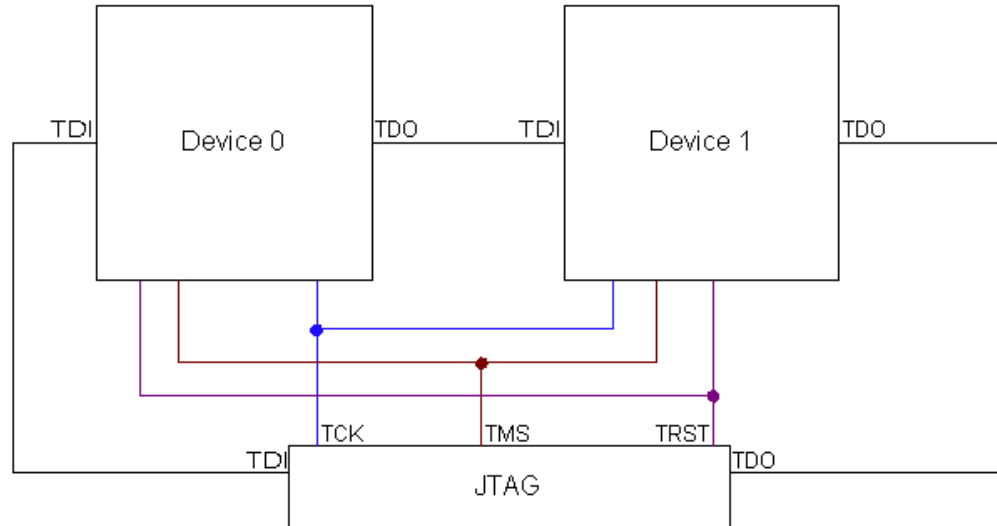 TDI
Device 0
TDO
TDI
Device 1
TDO
TCK
TMS
TRST
TDI
JTAG
TDO